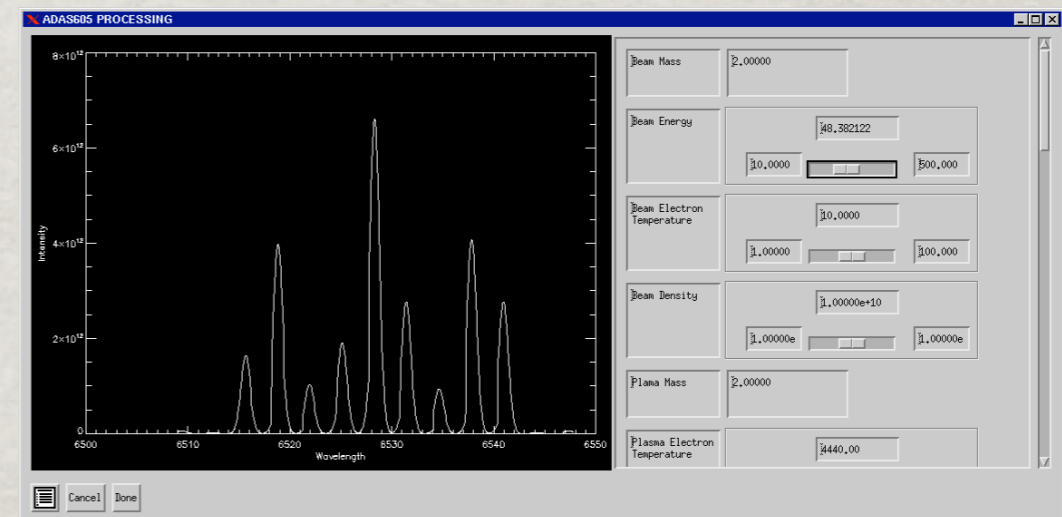 ADAS605 PROCESSING
8×10¹²
6×10¹²
4×10¹²
2×10¹²
0
Intensity
6500 6510 6520 6530 6540 6550
Wavelength
Beam Mass
2.00000
Beam Energy
48.382122
10.0000
500.000
Beam Electron
Temperature
10.0000
1.00000
100.000
Beam Density
1.00000e+10
1.00000e
1.00000e
Plama Mass
2.00000
Plasma Electron
Temperature
4440.00
Cancel
Done